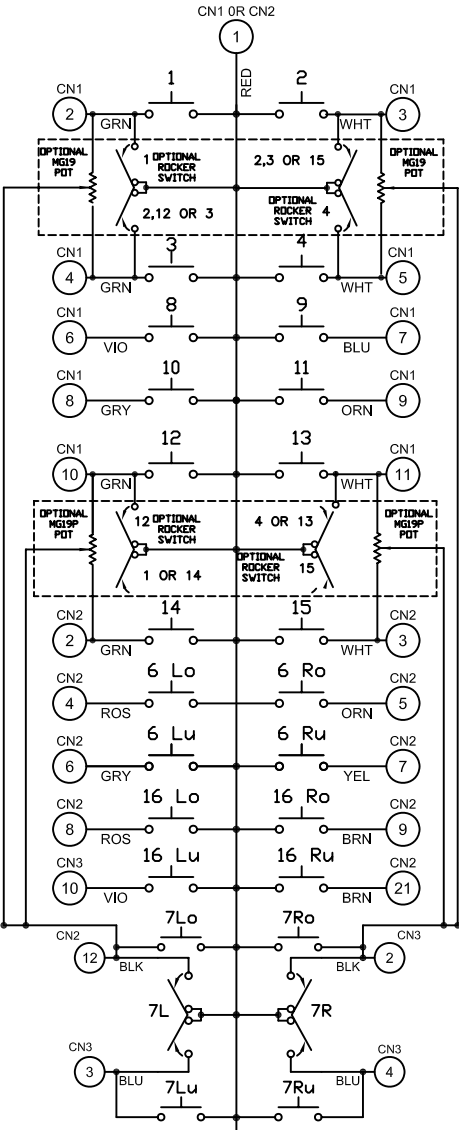 CN1 0R CN2
1
RED
1 2
CN1 CN1
2 GRN WHT 3
OPTIONAL MG19 POT
1 OPTIONAL ROCKER SWITCH
2,3 OR 15
OPTIONAL MG19 POT
2,12 OR 3
OPTIONAL ROCKER SWITCH 4
3 4
CN1 CN1
4 GRN WHT 5
8 9
CN1 CN1
6 VIO BLU 7
10 11
CN1 CN1
8 GRY ORN 9
12 13
CN1 CN1
10 GRN WHT 11
OPTIONAL MG19P POT
12 OPTIONAL ROCKER SWITCH
4 OR 13
OPTIONAL MG19P POT
1 OR 14
OPTIONAL ROCKER SWITCH 15
14 15
CN2 CN2
2 GRN WHT 3
6 Lo 6 Ro
CN2 CN2
4 ROS ORN 5
6 Lu 6 Ru
CN2 CN2
6 GRY YEL 7
16 Lo 16 Ro
CN2 CN2
8 ROS BRN 9
16 Lu 16 Ru
CN3 CN2
10 VIO BRN 21
7Lo 7Ro
CN2 CN3
12 BLK BLK 2
7L 7R
CN3 CN3
3 BLU BLU 4
7Lu 7Ru